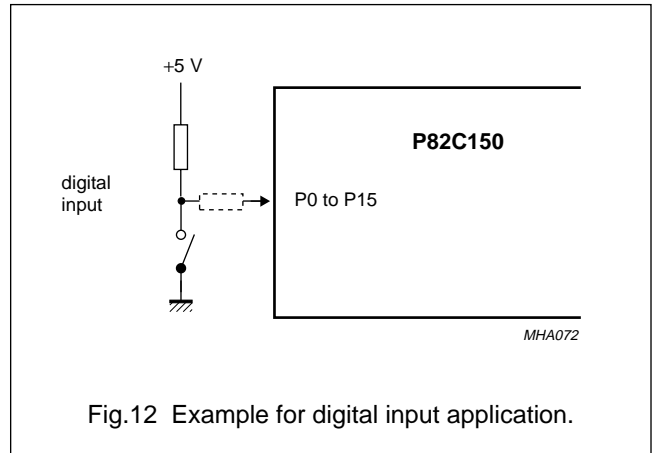 +5 V
P82C150
digital
input
P0 to P15
MHA072
Fig.12 Example for digital input application.